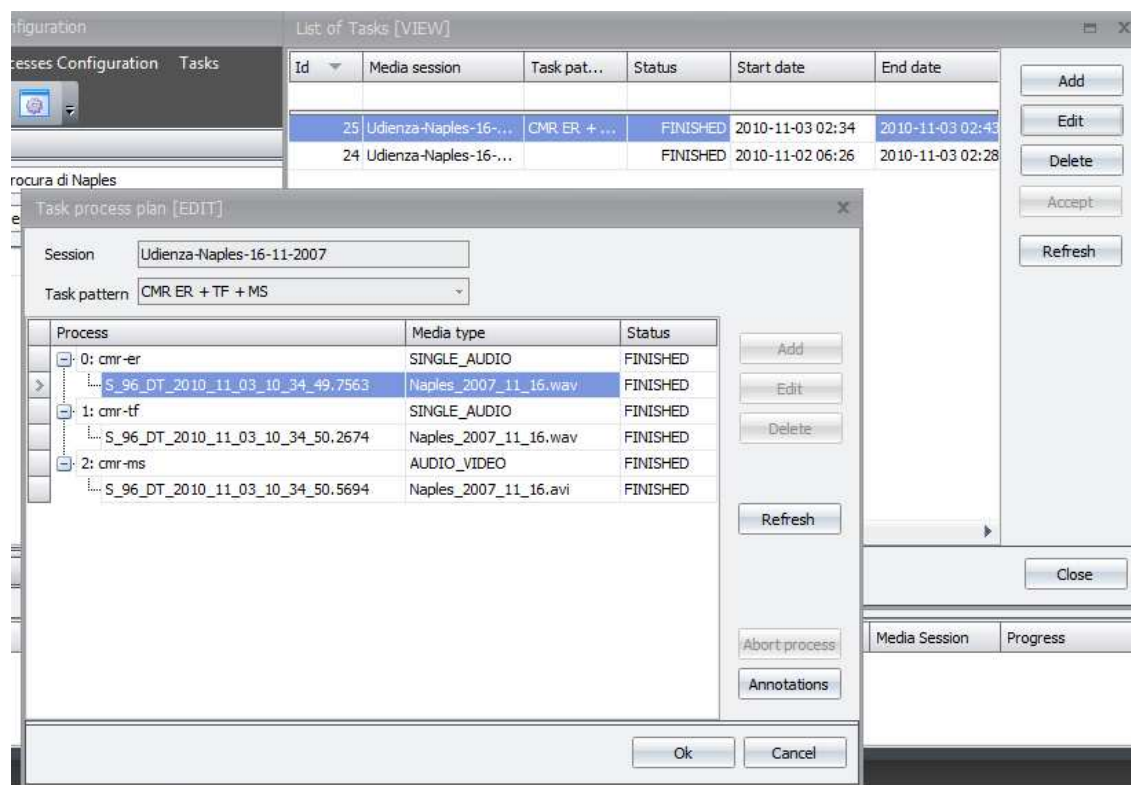 nfiguration
List of Tasks [VIEW]
cesses Configuration Tasks
Id Media session Task pat... Status Start date End date
25 Udienza-Naples-16-... CMR ER + ... FINISHED 2010-11-03 02:34 2010-11-03 02:43
24 Udienza-Naples-16-... FINISHED 2010-11-02 06:26 2010-11-03 02:28
Add
Edit
Delete
Accept
Refresh
Close
rocura di Naples
e
Task process plan [EDIT]
Session Udienza-Naples-16-11-2007
Task pattern CMR ER + TF + MS
Process Media type Status
0: cmr-er SINGLE_AUDIO FINISHED
S_96_DT_2010_11_03_10_34_49.7563 Naples_2007_11_16.wav FINISHED
1: cmr-tf SINGLE_AUDIO FINISHED
S_96_DT_2010_11_03_10_34_50.2674 Naples_2007_11_16.wav FINISHED
2: cmr-ms AUDIO_VIDEO FINISHED
S_96_DT_2010_11_03_10_34_50.5694 Naples_2007_11_16.avi FINISHED
Add
Edit
Delete
Refresh
Abort process
Annotations
Ok Cancel
Media Session Progress